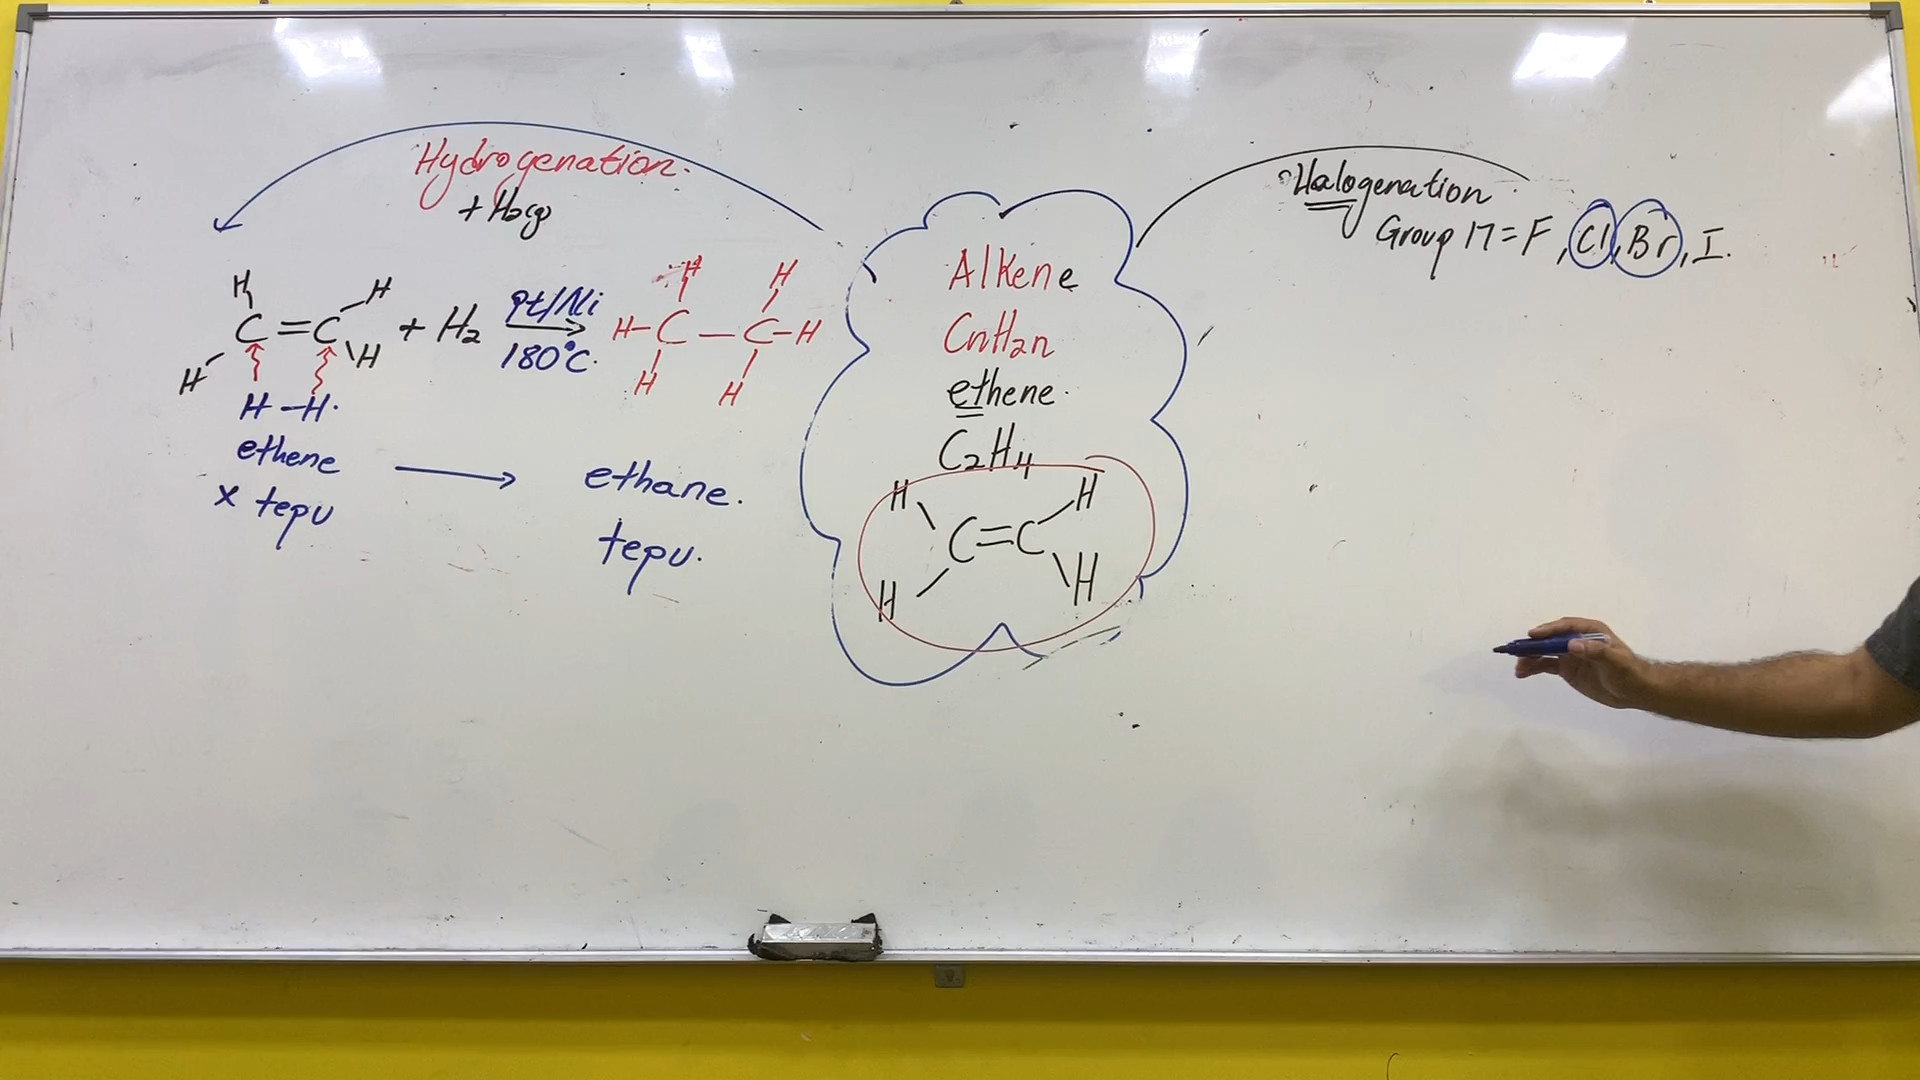 Hydrogenation.
+ H2(g)
H H
C = C + H2 Pt/Ni
180°C.
H H
H - H.
ethene
x tepu
H H
H - C - C - H
H H
ethane.
tepu.
Alkene
CnH2n
ethene.
C2H4
H H
C = C
H H
Halogenation
Group 17 = F, Cl, Br, I.